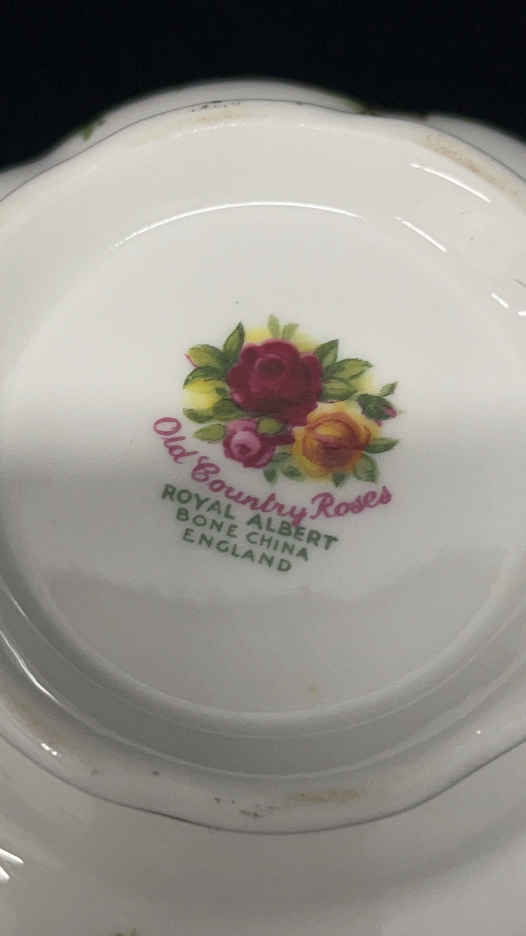 Old Country Roses
ROYAL ALBERT
BONE CHINA
ENGLAND